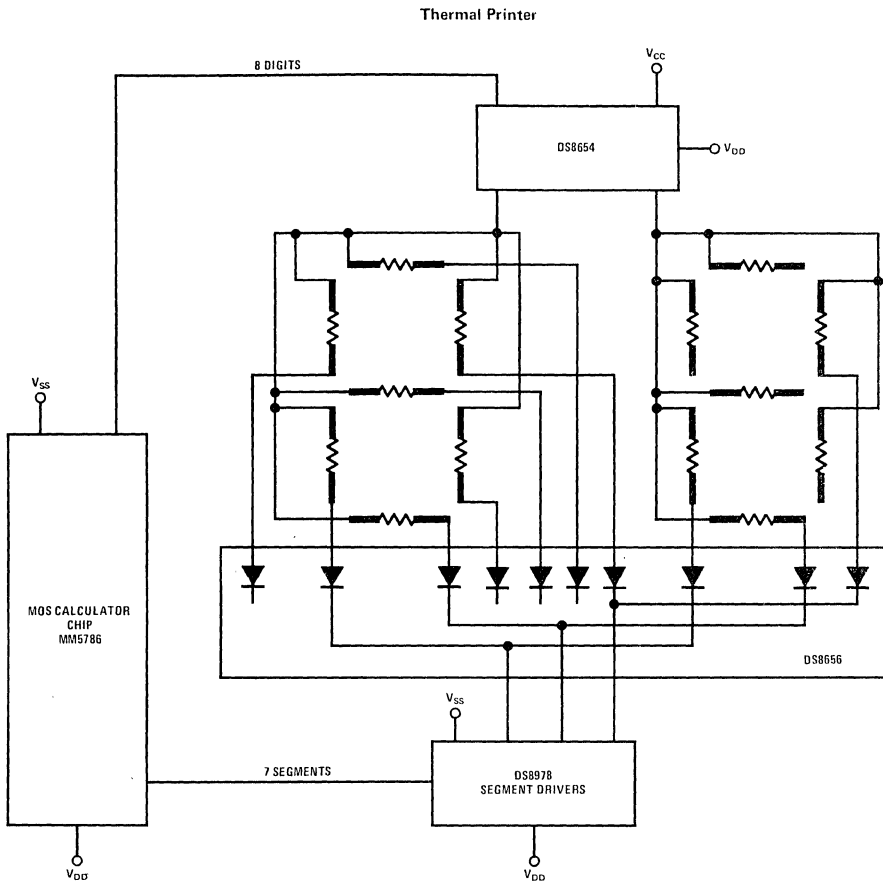 Thermal Printer
8 DIGITS
VCC
DS8654
VDD
VSS
MOS CALCULATOR
CHIP
MM5786
DS8656
VSS
7 SEGMENTS
DS8978
SEGMENT DRIVERS
VDD
VDD